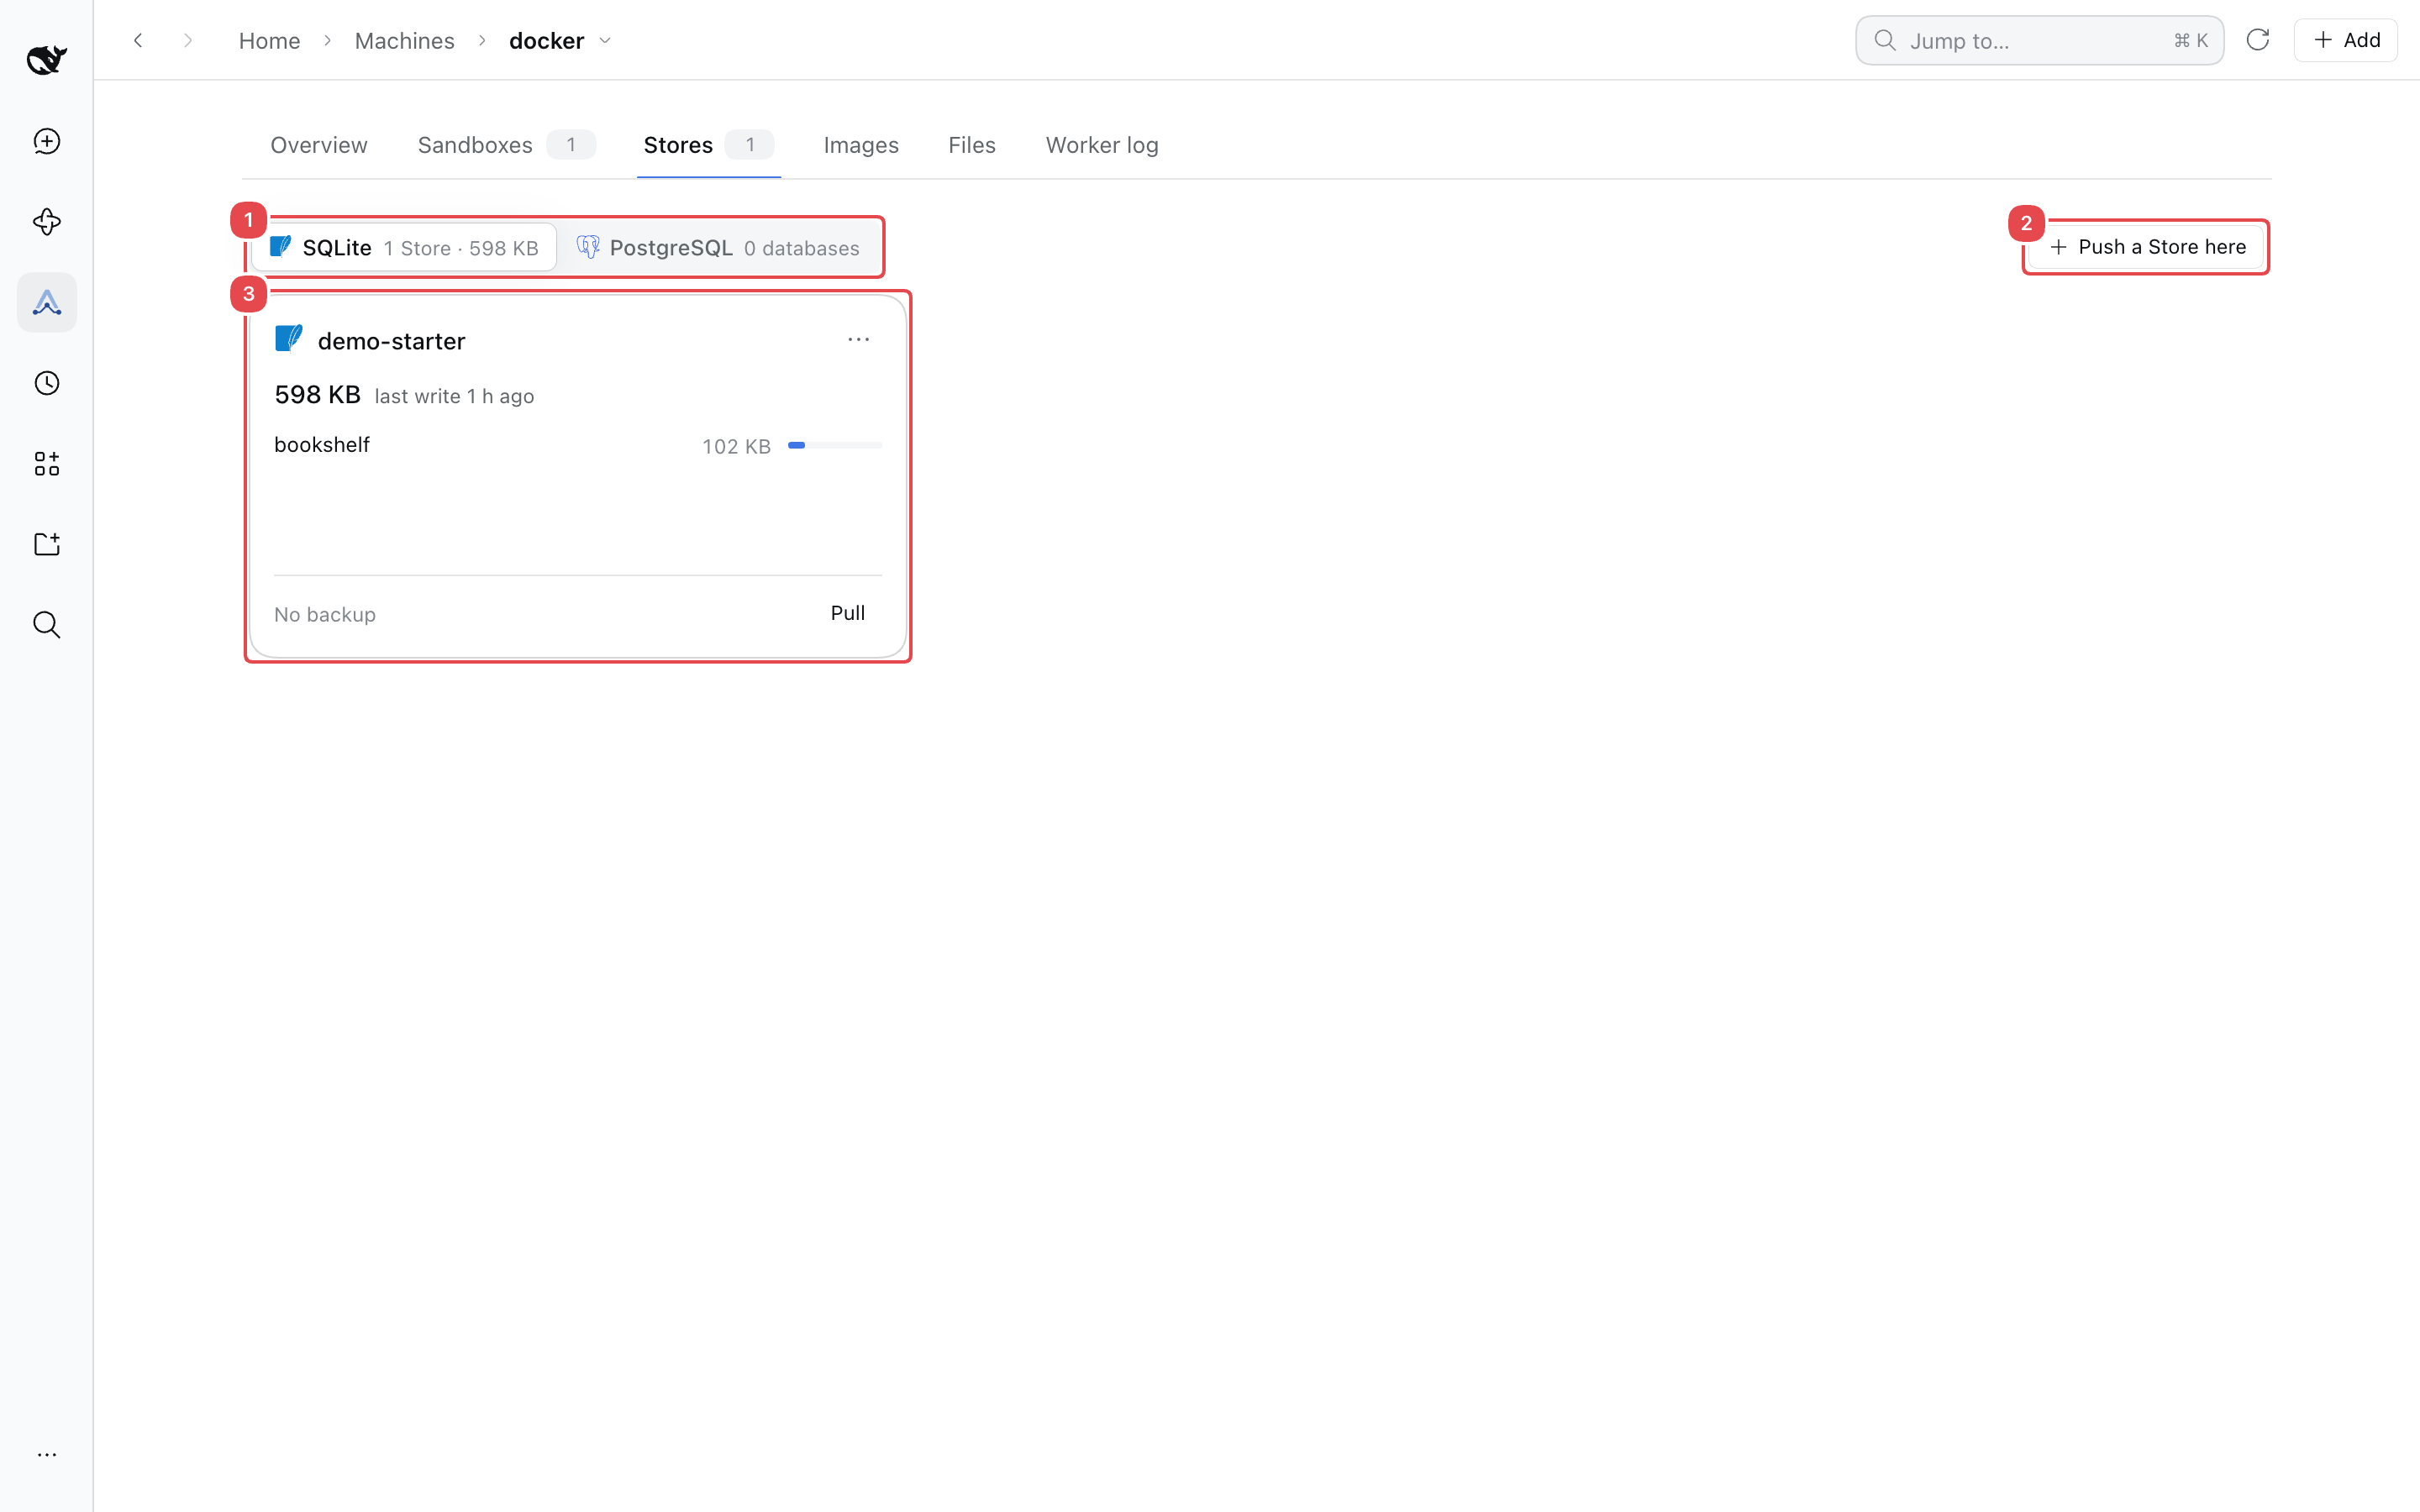 Home > Machines > docker
Jump to... ⌘ K
+ Add
Overview Sandboxes 1 Stores 1 Images Files Worker log
1
SQLite 1 Store · 598 KB PostgreSQL 0 databases
2
+ Push a Store here
3
demo-starter ...
598 KB last write 1 h ago
bookshelf 102 KB
No backup Pull
...